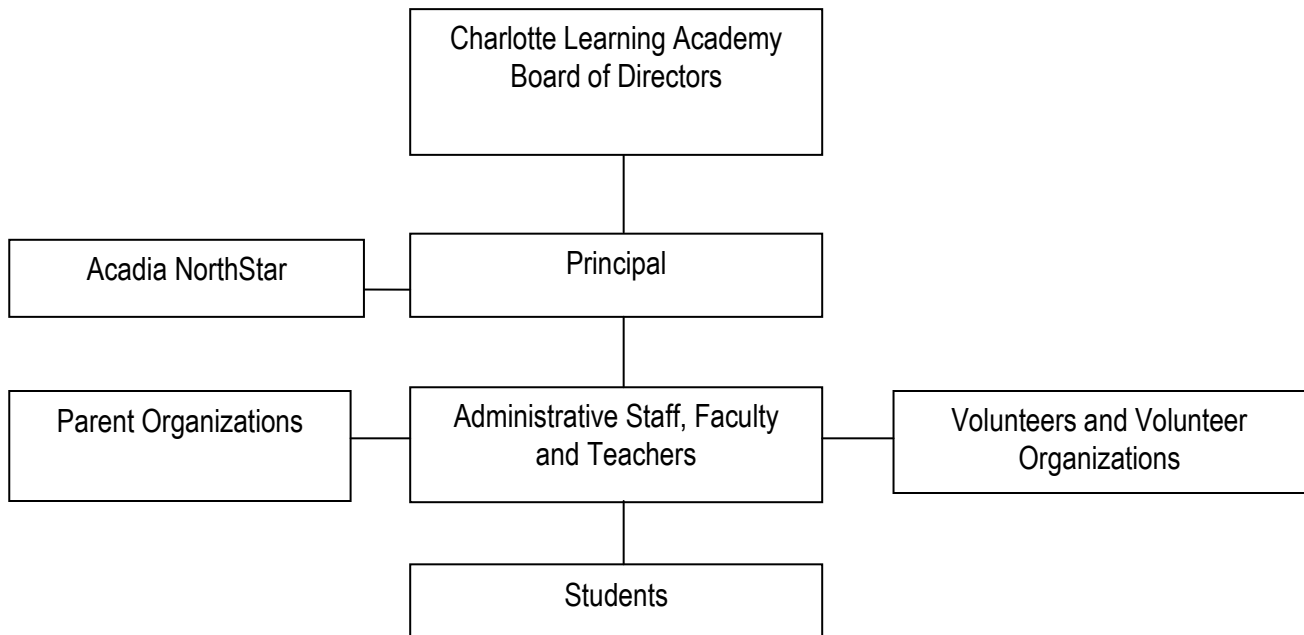 Charlotte Learning Academy
Board of Directors
Acadia NorthStar
Principal
Parent Organizations
Administrative Staff, Faculty
and Teachers
Volunteers and Volunteer
Organizations
Students